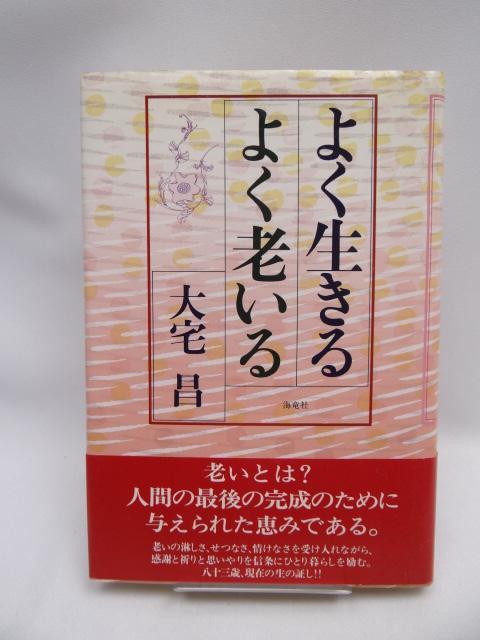 よく生きる
よく老いる
大宅 昌
海竜社
老いとは?
人間の最後の完成のために
与えられた恵みである。
老いの淋しさ、せつなさ、情けなさを受け入れながら、
感謝と祈りと思いやりを信条にひとり暮らしを励む。
八十三歳、現在の生の証し!!